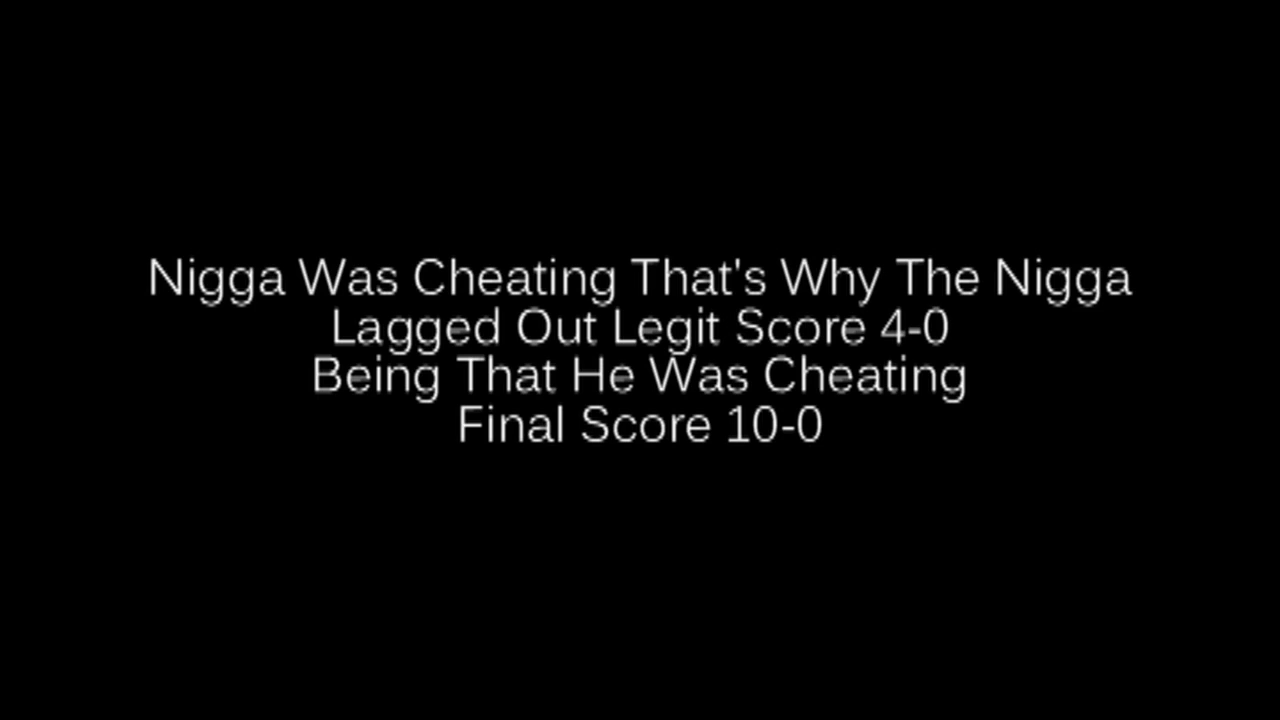 Nigga Was Cheating That's Why The Nigga
Lagged Out Legit Score 4-0
Being That He Was Cheating
Final Score 10-0